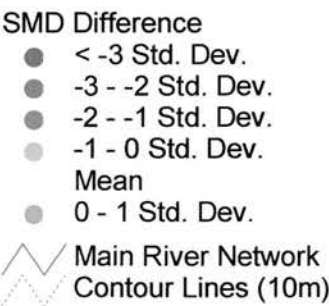 SMD Difference
< -3 Std. Dev.
-3 - -2 Std. Dev.
-2 - -1 Std. Dev.
-1 - 0 Std. Dev.
Mean
0 - 1 Std. Dev.
Main River Network
Contour Lines (10m)